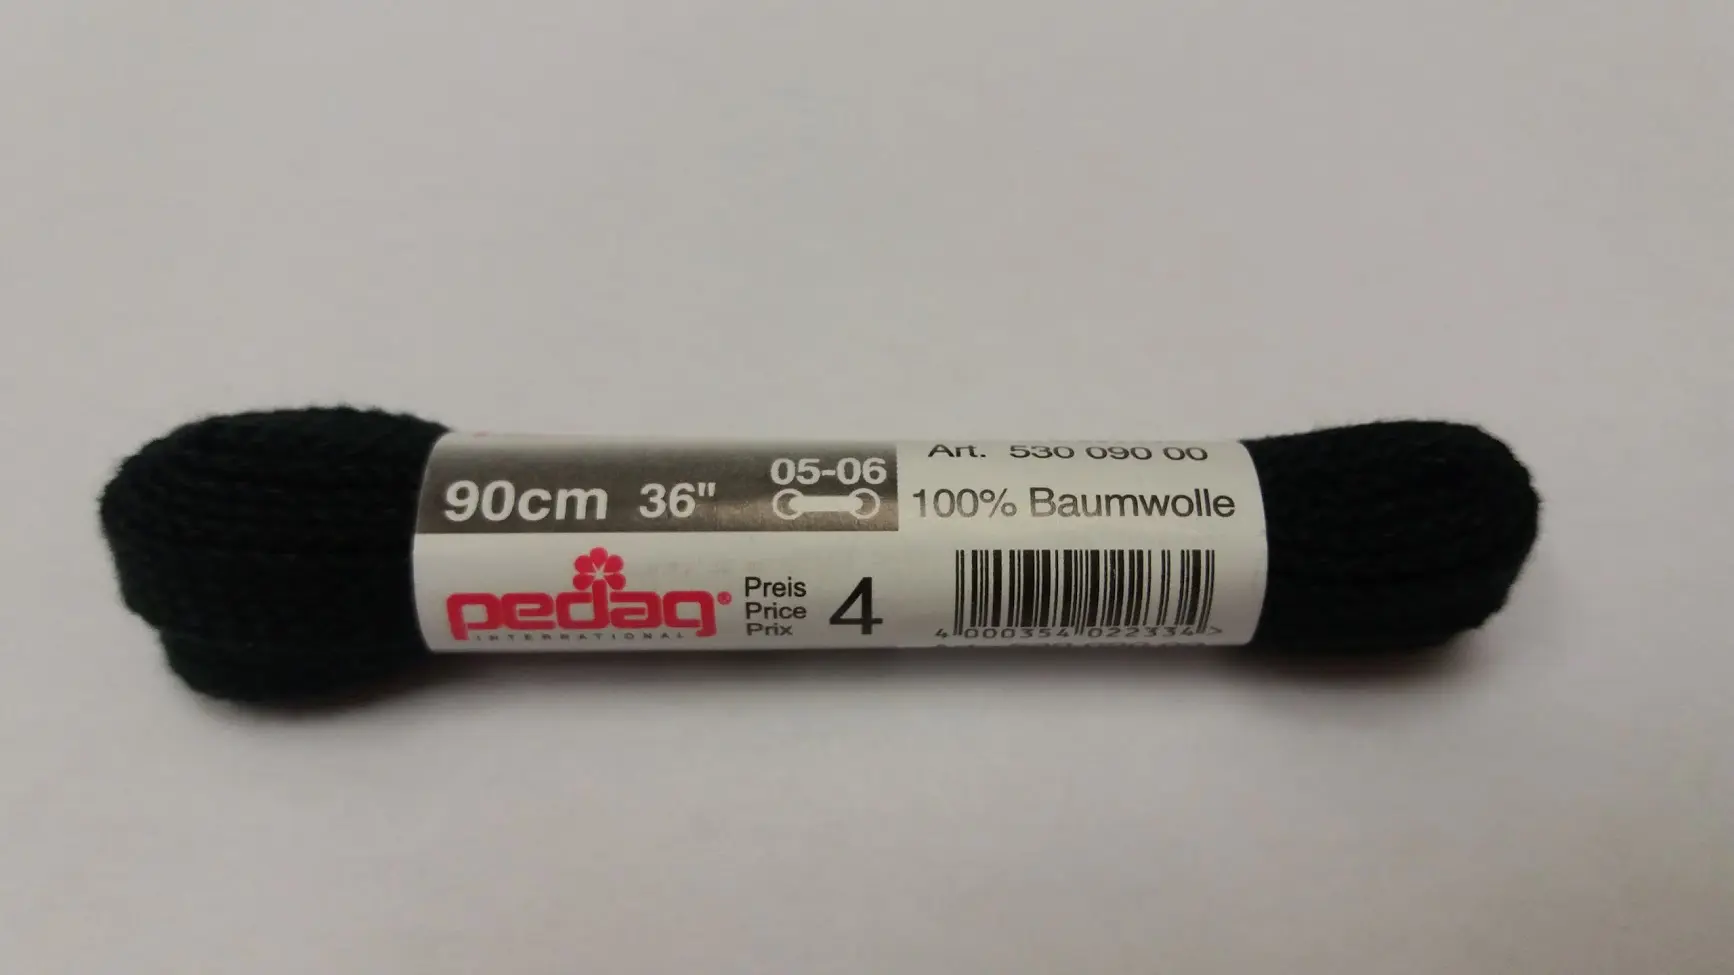 90cm 36" 05-06
pedag®
INTERNATIONAL
Preis
Price
Prix
4
Art. 530 090 00
100% Baumwolle
4 000354 022334 >